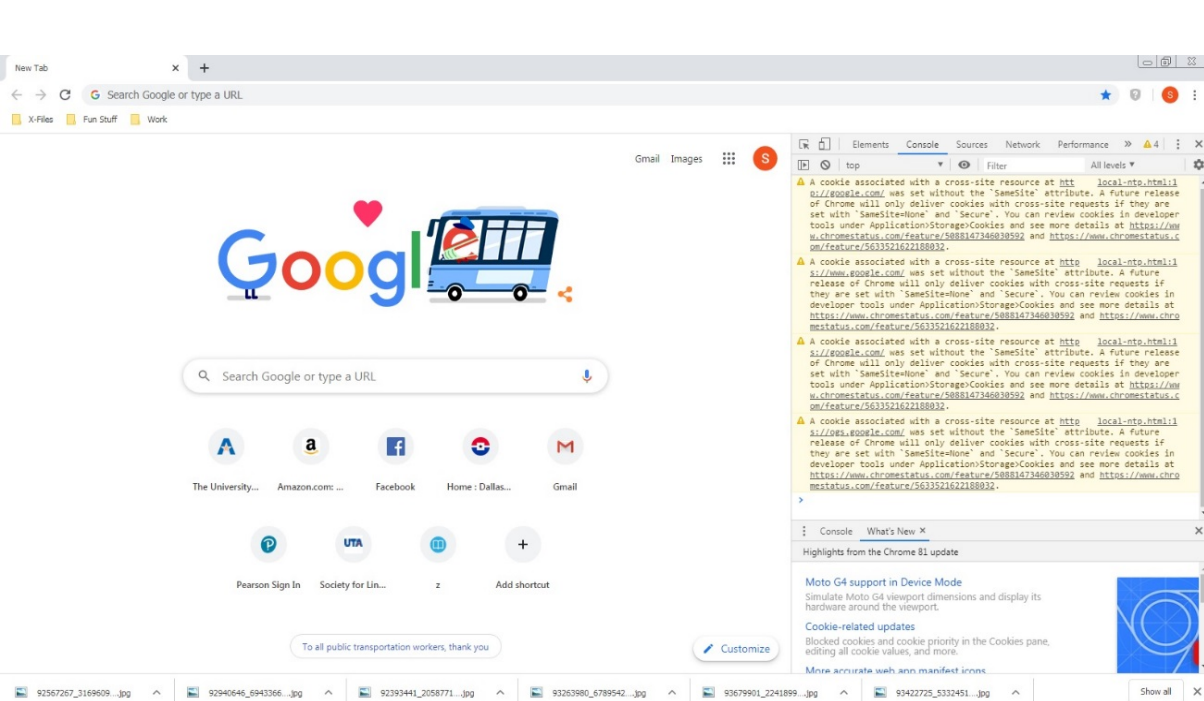 New Tab
Search Google or type a URL
X-Files Fun Stuff Work
Gmail Images S
Google
Search Google or type a URL
The University... Amazon.com: ... Facebook Home : Dallas... Gmail
Pearson Sign In Society for Lin... z Add shortcut
To all public transportation workers, thank you
Customize
Elements Console Sources Network Performance » 4
top Filter All levels
A cookie associated with a cross-site resource at htt local-ntp.html:1
p://google.com/ was set without the `SameSite` attribute. A future release
of Chrome will only deliver cookies with cross-site requests if they are
set with `SameSite=None` and `Secure`. You can review cookies in developer
tools under Application>Storage>Cookies and see more details at https://ww
w.chromestatus.com/feature/5088147346030592 and https://www.chromestatus.c
om/feature/5633521622188032.
A cookie associated with a cross-site resource at http local-ntp.html:1
s://www.google.com/ was set without the `SameSite` attribute. A future
release of Chrome will only deliver cookies with cross-site requests if
they are set with `SameSite=None` and `Secure`. You can review cookies in
developer tools under Application>Storage>Cookies and see more details at
https://www.chromestatus.com/feature/5088147346030592 and https://www.chro
mestatus.com/feature/5633521622188032.
A cookie associated with a cross-site resource at http local-ntp.html:1
s://google.com/ was set without the `SameSite` attribute. A future release
of Chrome will only deliver cookies with cross-site requests if they are
set with `SameSite=None` and `Secure`. You can review cookies in developer
tools under Application>Storage>Cookies and see more details at https://ww
w.chromestatus.com/feature/5088147346030592 and https://www.chromestatus.c
om/feature/5633521622188032.
A cookie associated with a cross-site resource at http local-ntp.html:1
s://ogs.google.com/ was set without the `SameSite` attribute. A future
release of Chrome will only deliver cookies with cross-site requests if
they are set with `SameSite=None` and `Secure`. You can review cookies in
developer tools under Application>Storage>Cookies and see more details at
https://www.chromestatus.com/feature/5088147346030592 and https://www.chro
mestatus.com/feature/5633521622188032.
Console What's New
Highlights from the Chrome 81 update
Moto G4 support in Device Mode
Simulate Moto G4 viewport dimensions and display its
hardware around the viewport.
Cookie-related updates
Blocked cookies and cookie priority in the Cookies pane,
editing all cookie values, and more.
More accurate web app manifest icons
92567267_3169609....jpg 92940646_6943366....jpg 92393441_2058771....jpg 93263980_6789542....jpg 93679901_2241899....jpg 93422725_5332451....jpg Show all